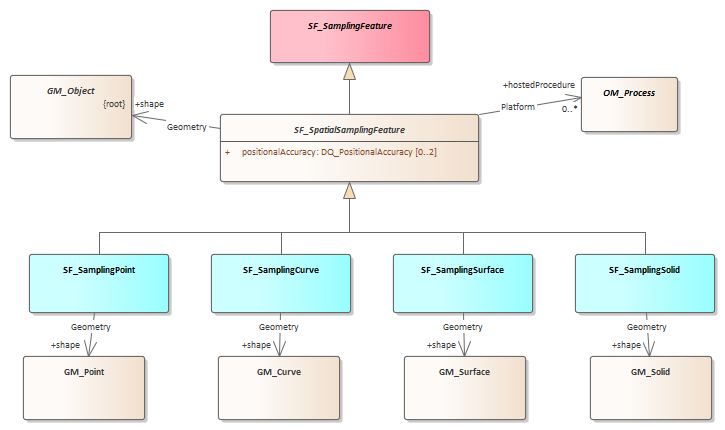 SF_SamplingFeature
GM_Object
{root}
+shape
Geometry
+hostedProcedure
Platform
0..*
OM_Process
SF_SpatialSamplingFeature
+ positionalAccuracy: DQ_PositionalAccuracy [0..2]
SF_SamplingPoint
SF_SamplingCurve
SF_SamplingSurface
SF_SamplingSolid
Geometry
Geometry
Geometry
Geometry
+shape
+shape
+shape
+shape
GM_Point
GM_Curve
GM_Surface
GM_Solid